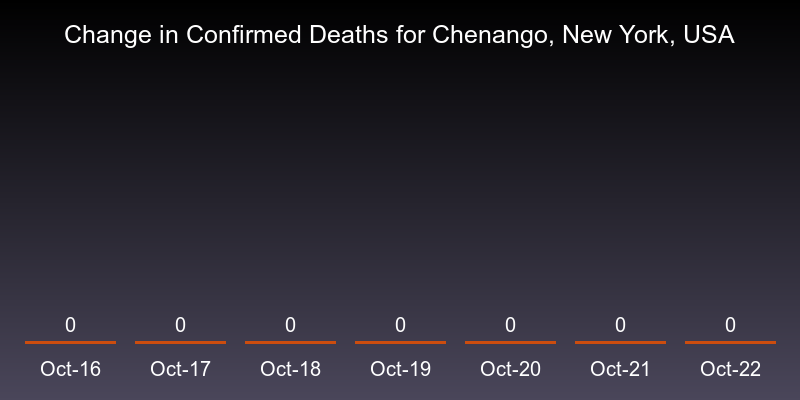 Change in Confirmed Deaths for Chenango, New York, USA
0 0 0 0 0 0 0
Oct-16 Oct-17 Oct-18 Oct-19 Oct-20 Oct-21 Oct-22